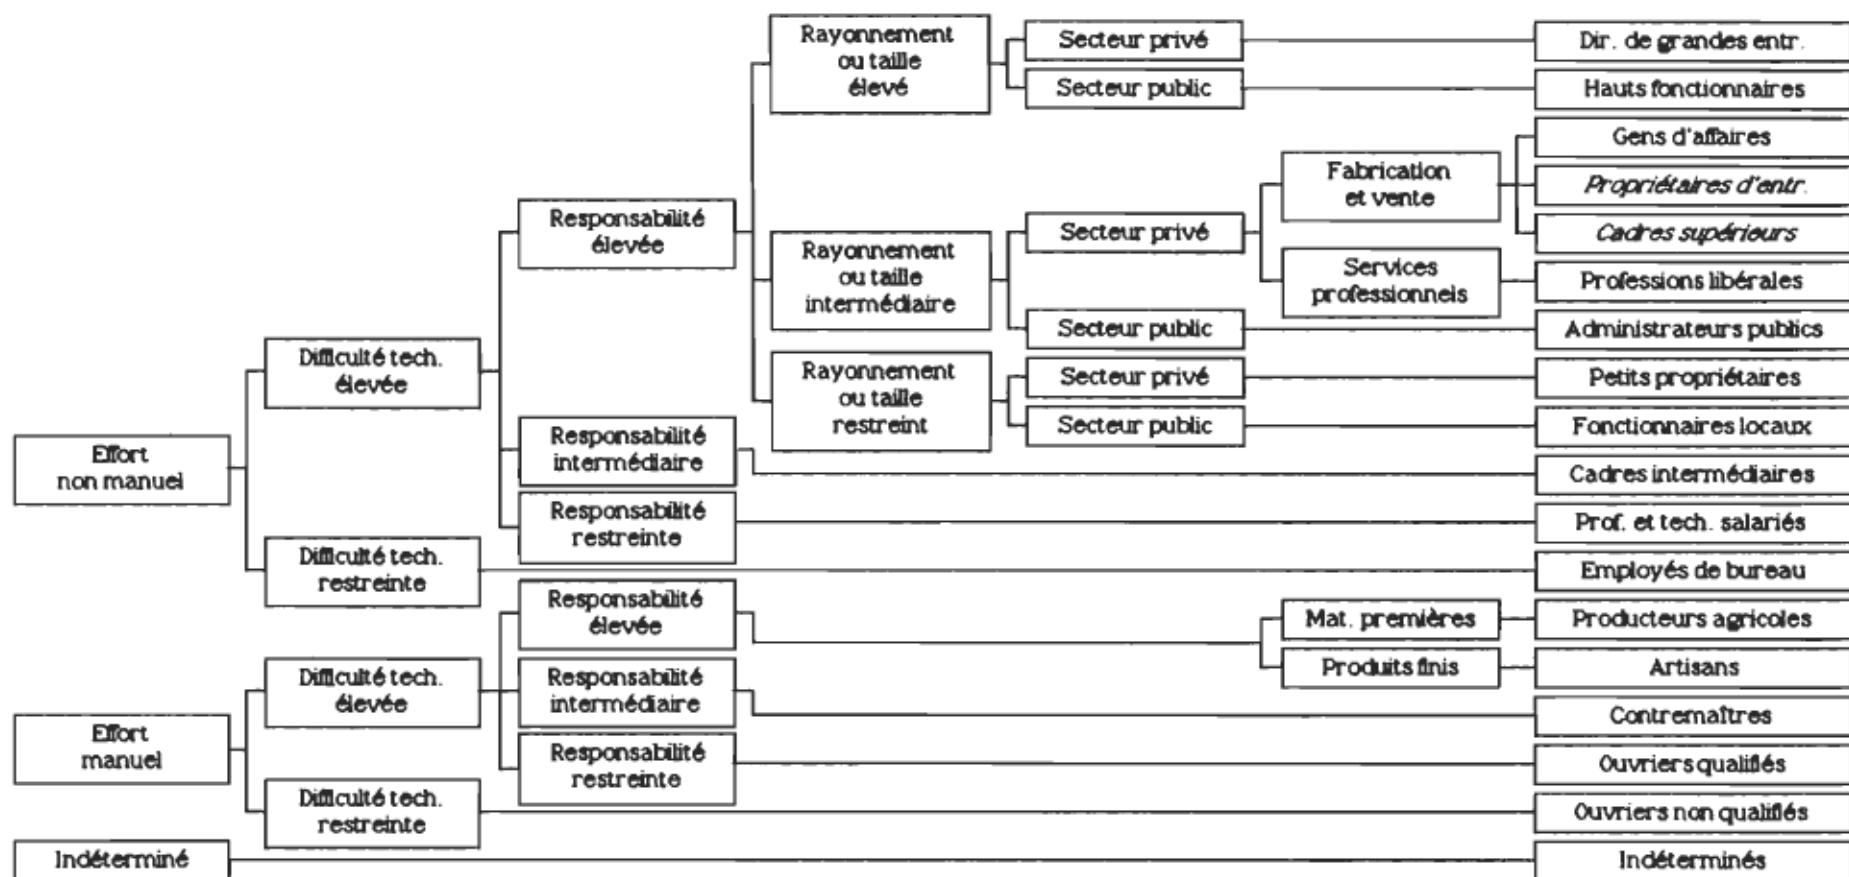 Rayonnement
ou taille
élevé
Secteur privé
Dir. de grandes entr.
Secteur public
Hauts fonctionnaires
Gens d'affaires
Fabrication
et vente
Propriétaires d'entr.
Responsabilité
élevée
Rayonnement
ou taille
intermédiaire
Secteur privé
Cadres supérieurs
Services
professionnels
Professions libérales
Secteur public
Administrateurs publics
Difficulté tech.
élevée
Rayonnement
ou taille
restreint
Secteur privé
Petits propriétaires
Secteur public
Fonctionnaires locaux
Effort
non manuel
Responsabilité
intermédiaire
Cadres intermédiaires
Responsabilité
restreinte
Prof. et tech. salariés
Difficulté tech.
restreinte
Employés de bureau
Responsabilité
élevée
Mat. premières
Producteurs agricoles
Produits finis
Artisans
Difficulté tech.
élevée
Responsabilité
intermédiaire
Contremaîtres
Effort
manuel
Responsabilité
restreinte
Ouvriers qualifiés
Difficulté tech.
restreinte
Ouvriers non qualifiés
Indéterminé
Indéterminés